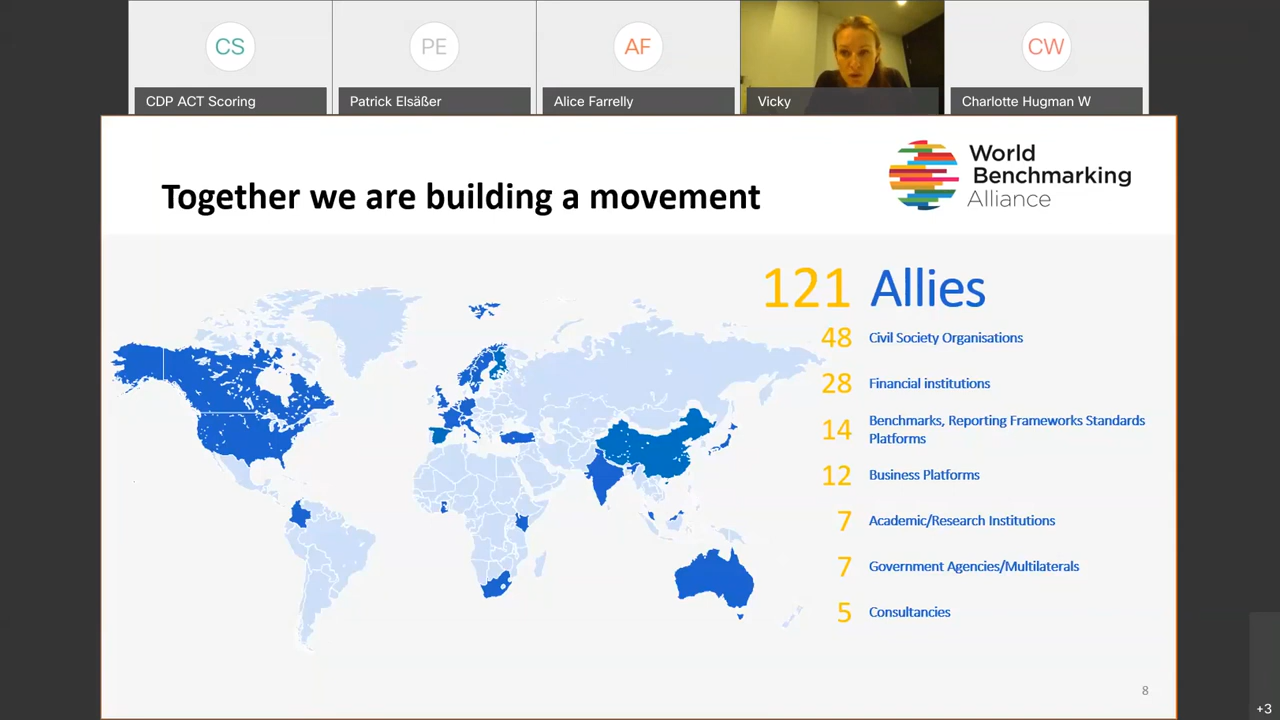 CS
PE
AF
CW
CDP ACT Scoring
Patrick Elsäßer
Alice Farrelly
Vicky
Charlotte Hugman W
World
Benchmarking
Alliance
Together we are building a movement
121 Allies
48 Civil Society Organisations
28 Financial institutions
14 Benchmarks, Reporting Frameworks Standards
Platforms
12 Business Platforms
7 Academic/Research Institutions
7 Government Agencies/Multilaterals
5 Consultancies
8
+3